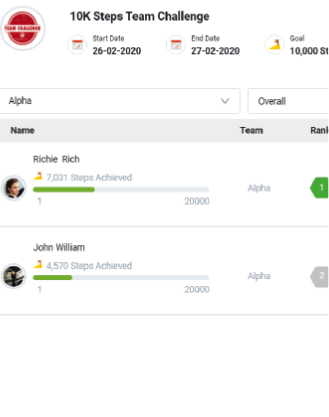 10K Steps Team Challenge
TEAM CHALLENGE
Start Date
26-02-2020
End Date
27-02-2020
Goal
10,000 St
Alpha
Overall
Name Team Rank
Richie Rich
7,031 Steps Achieved
Alpha
1
1 20000
John William
4,570 Steps Achieved
Alpha
2
1 20000